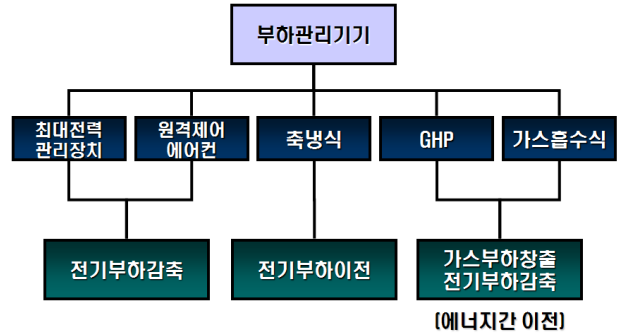 부하관리기기
최대전력
관리장치
원격제어
에어컨
축냉식
GHP
가스흡수식
전기부하감축
전기부하이전
가스부하창출
전기부하감축
(에너지간 이전)